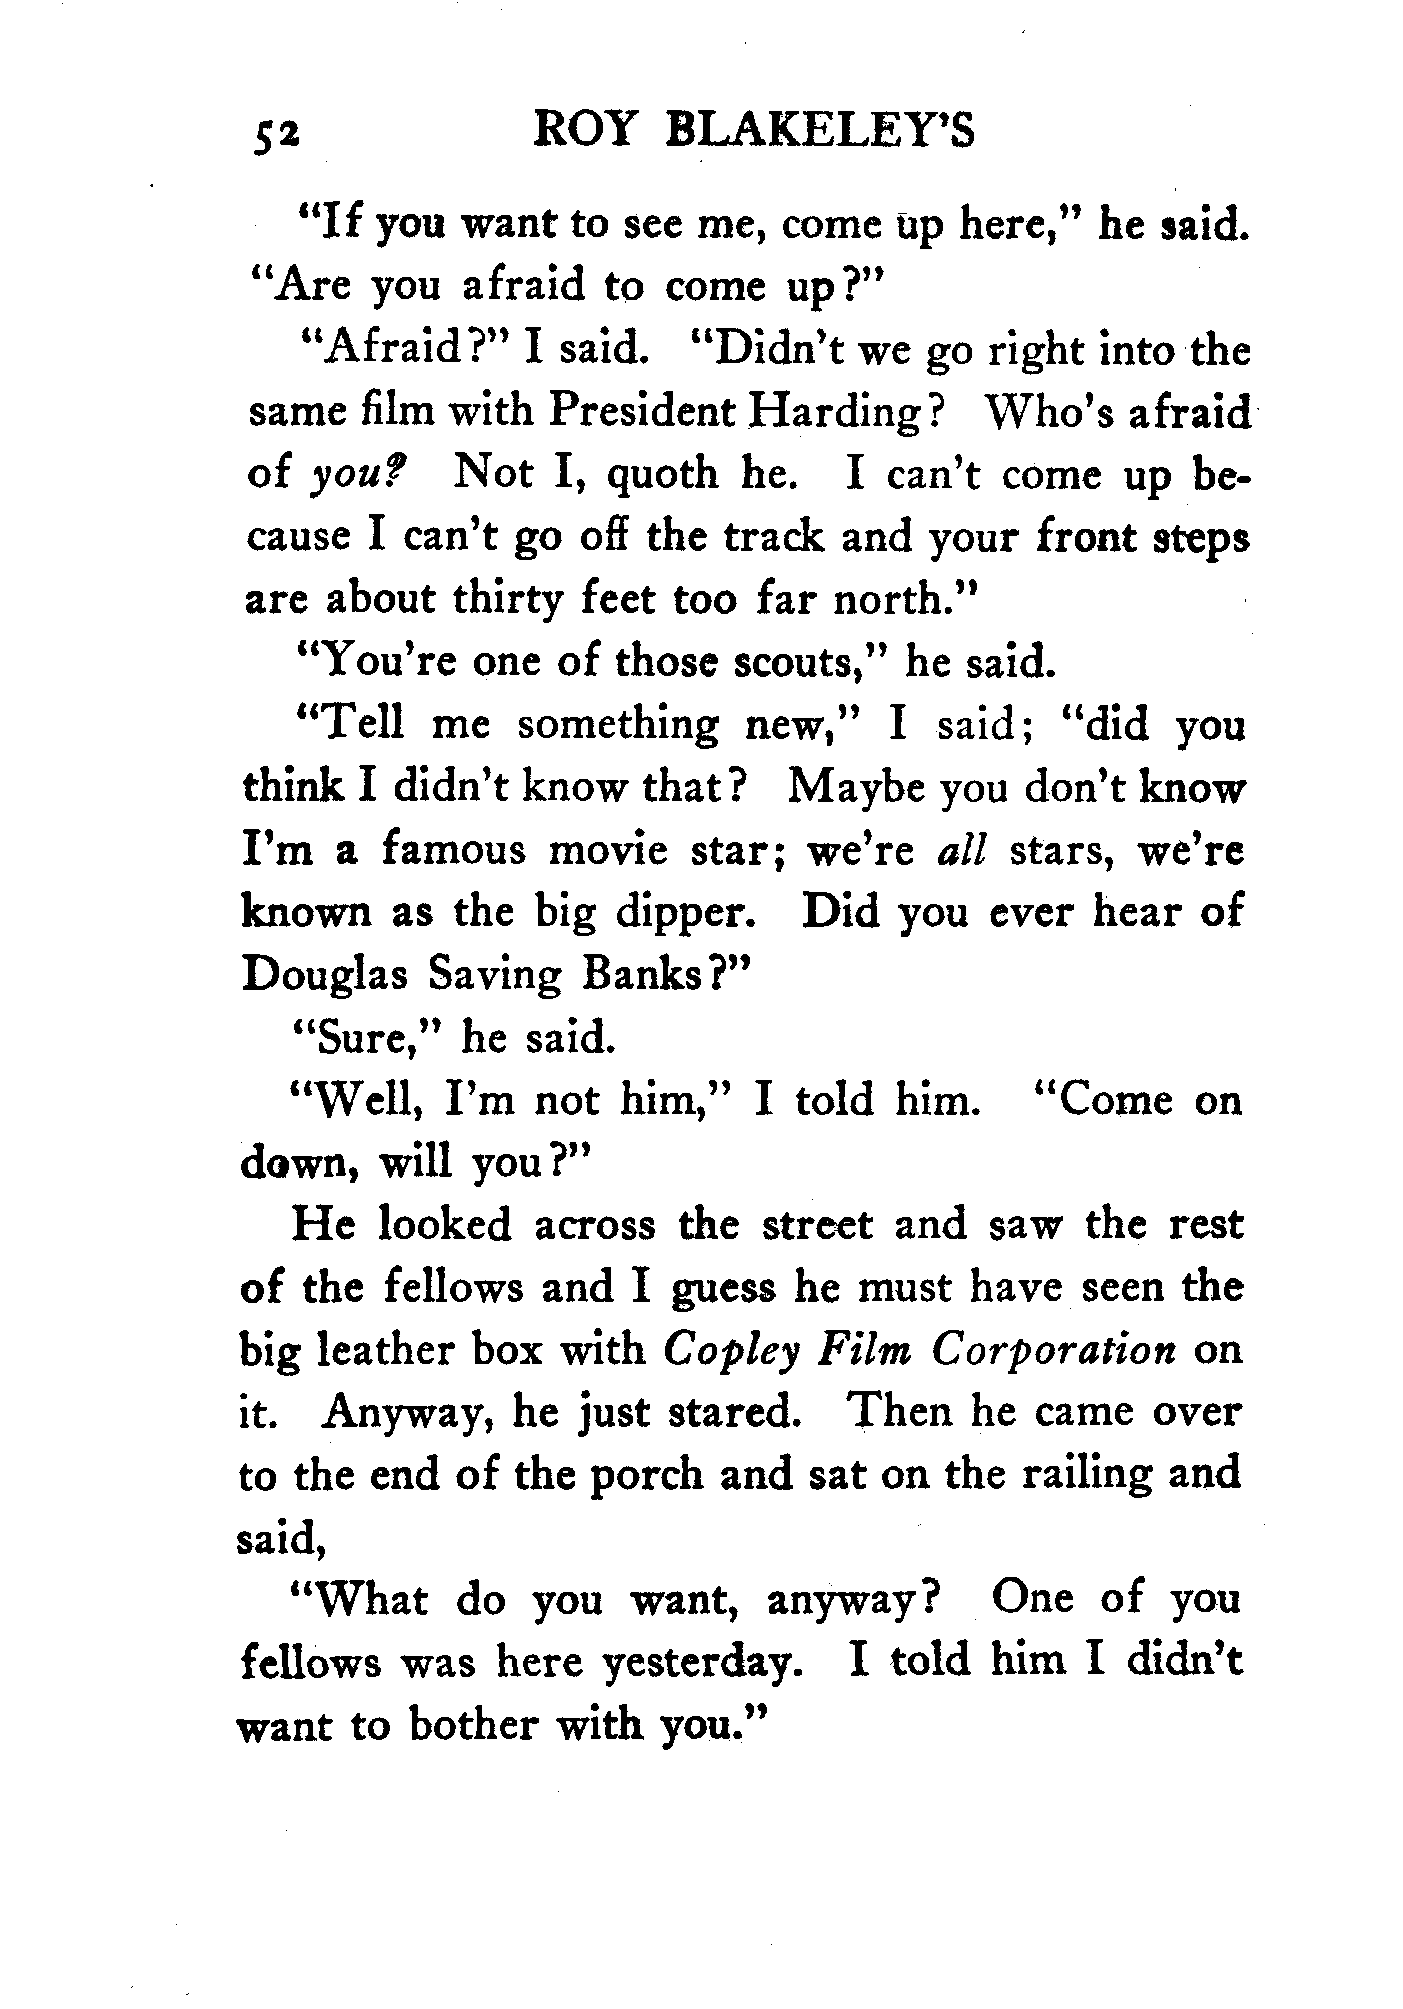 52 ROY BLAKELEY'S
"If you want to see me, come up here," he said.
"Are you afraid to come up?"
"Afraid?" I said. "Didn't we go right into the
same film with President Harding? Who's afraid
of you? Not I, quoth he. I can't come up be-
cause I can't go off the track and your front steps
are about thirty feet too far north."
"You're one of those scouts," he said.
"Tell me something new," I said; "did you
think I didn't know that? Maybe you don't know
I'm a famous movie star; we're all stars, we're
known as the big dipper. Did you ever hear of
Douglas Saving Banks?"
"Sure," he said.
"Well, I'm not him," I told him. "Come on
down, will you?"
He looked across the street and saw the rest
of the fellows and I guess he must have seen the
big leather box with Copley Film Corporation on
it. Anyway, he just stared. Then he came over
to the end of the porch and sat on the railing and
said,
"What do you want, anyway? One of you
fellows was here yesterday. I told him I didn't
want to bother with you."